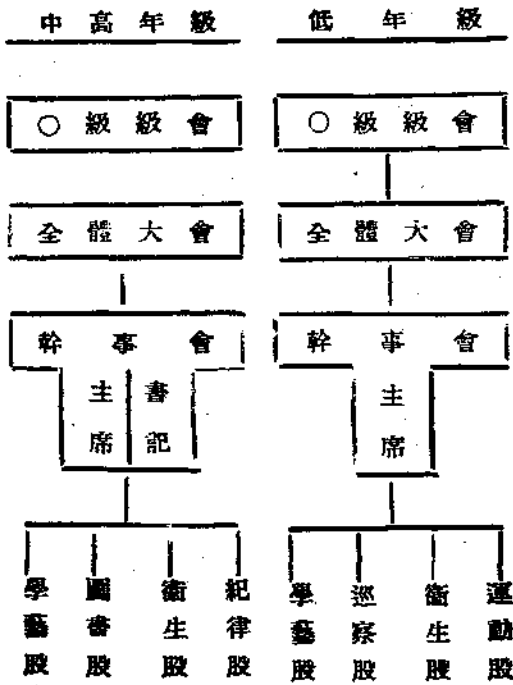 中高年級
○級級會
全體大會
幹事會
主席
書記
學藝股
圖書股
衞生股
紀律股
低年級
○級級會
全體大會
幹事會
主席
學藝股
巡察股
衞生股
運動股